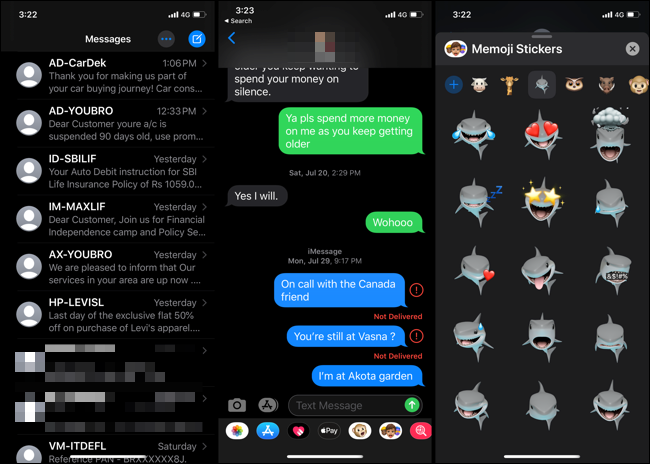 3:22
4G
Messages
AD-CarDek
1:06 PM
Thank you for making us part of
your car buying journey! Car cons...
AD-YOUBRO
12:33 PM
Dear Customer youre a/c is
suspended 90 days old, use prom...
ID-SBILIF
Yesterday
Your Auto Debit instruction for SBI
Life Insurance Policy of Rs 1059.0...
IM-MAXLIF
Yesterday
Dear Customer, Join us for Financial
Independence camp and Policy Se...
AX-YOUBRO
Yesterday
We are pleased to inform that Our
services in your area are up now ...
HP-LEVISL
Yesterday
Last day of the exclusive flat 50%
off on purchase of Levi's apparel....
VM-ITDEFL
Saturday
Reference PAN - BRXXXXX8J.
3:23
4G
Search
older you keep wanting to
spend your money on
silence.
Ya pls spend more money
on me as you keep getting
older
Sat, Jul 20, 2:29 PM
Yes I will.
Wohooo
iMessage
Mon, Jul 29, 9:17 PM
On call with the Canada
friend
Not Delivered
You're still at Vasna ?
Not Delivered
I'm at Akota garden
Text Message
Pay
3:22
4G
Memoji Stickers
&$!#%